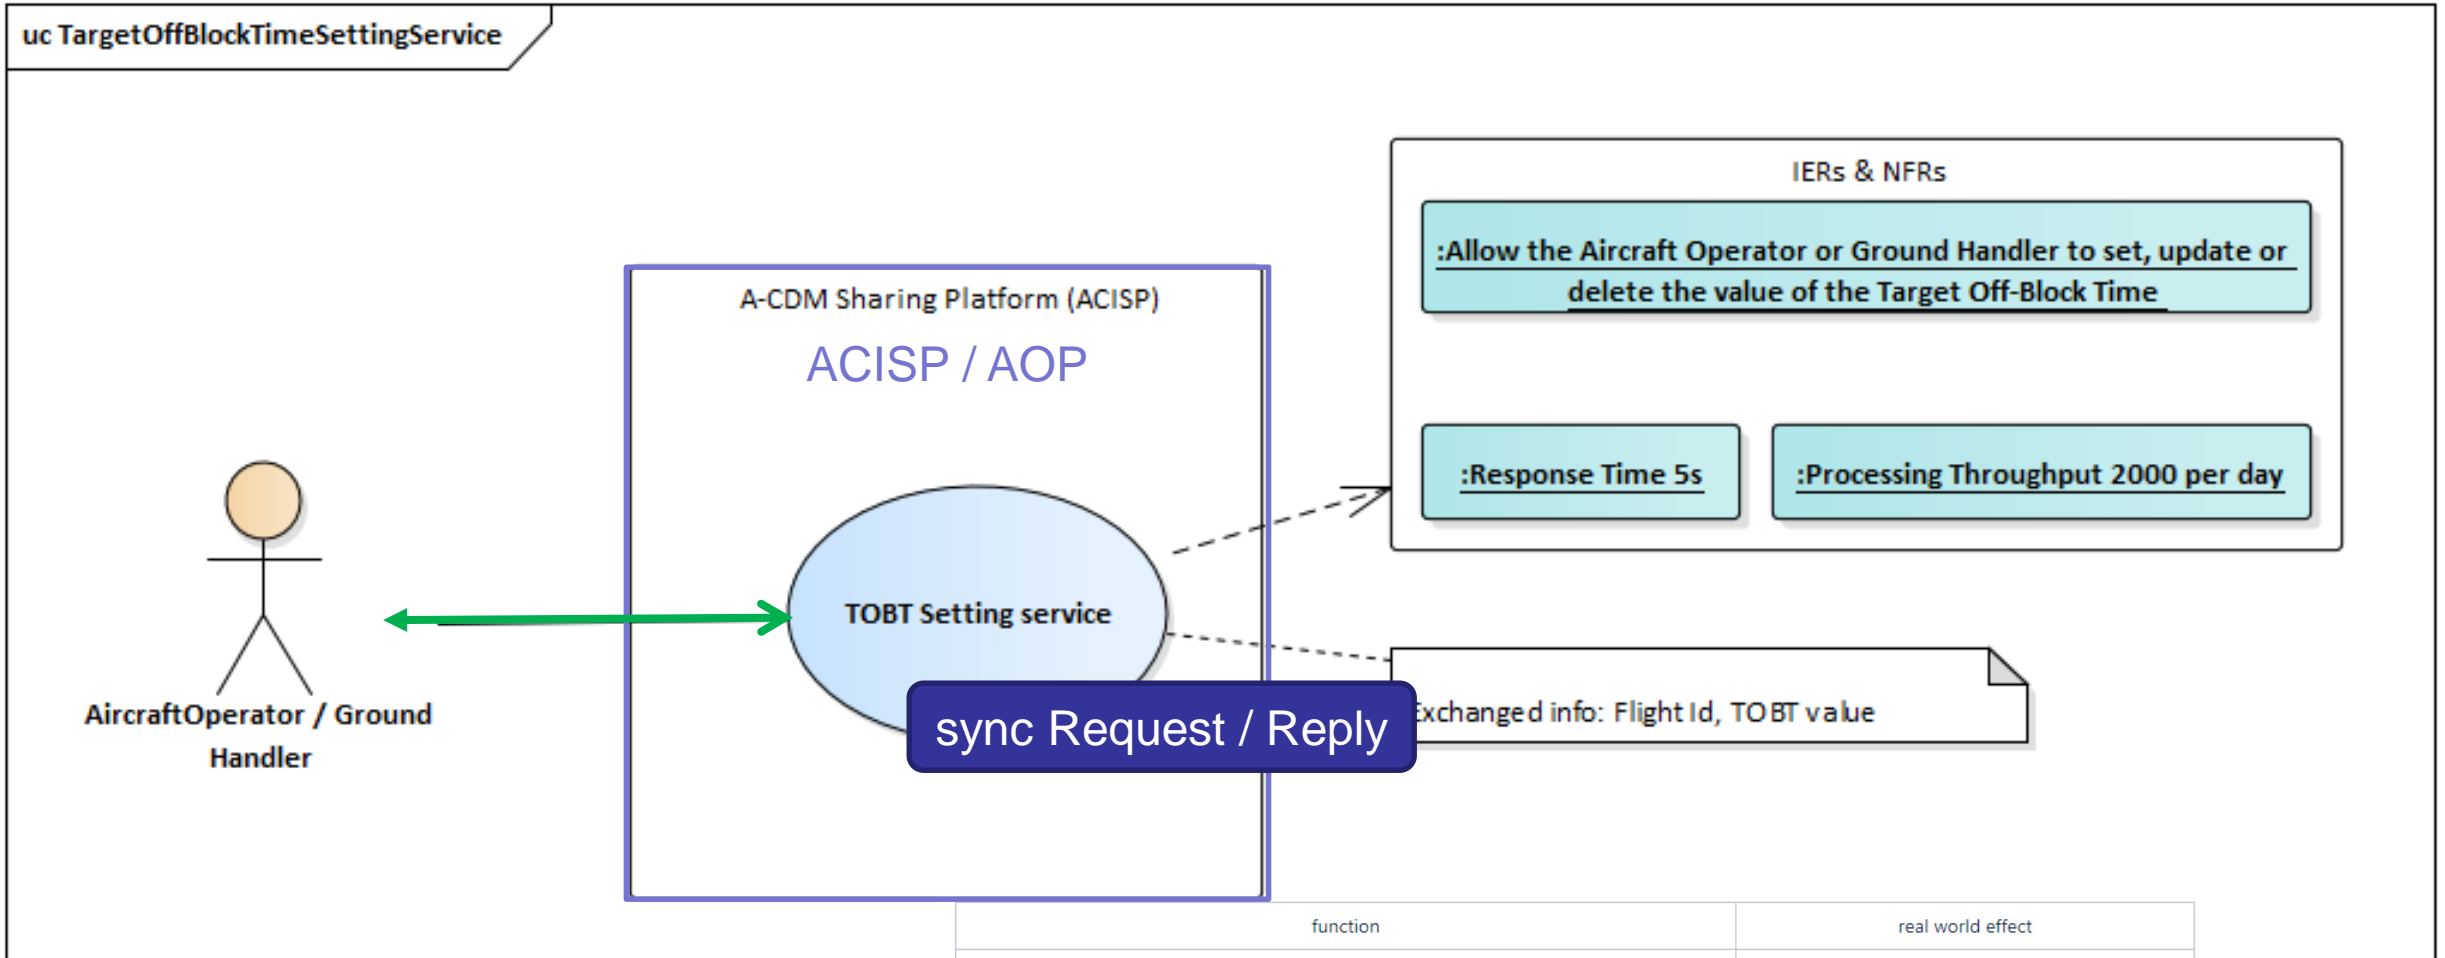 uc TargetOffBlockTimeSettingService
IERs & NFRs
:Allow the Aircraft Operator or Ground Handler to set, update or
delete the value of the Target Off-Block Time
A-CDM Sharing Platform (ACISP)
ACISP / AOP
:Response Time 5s
:Processing Throughput 2000 per day
TOBT Setting service
AircraftOperator / Ground
Handler
sync Request / Reply
Exchanged info: Flight Id, TOBT value
function
real world effect